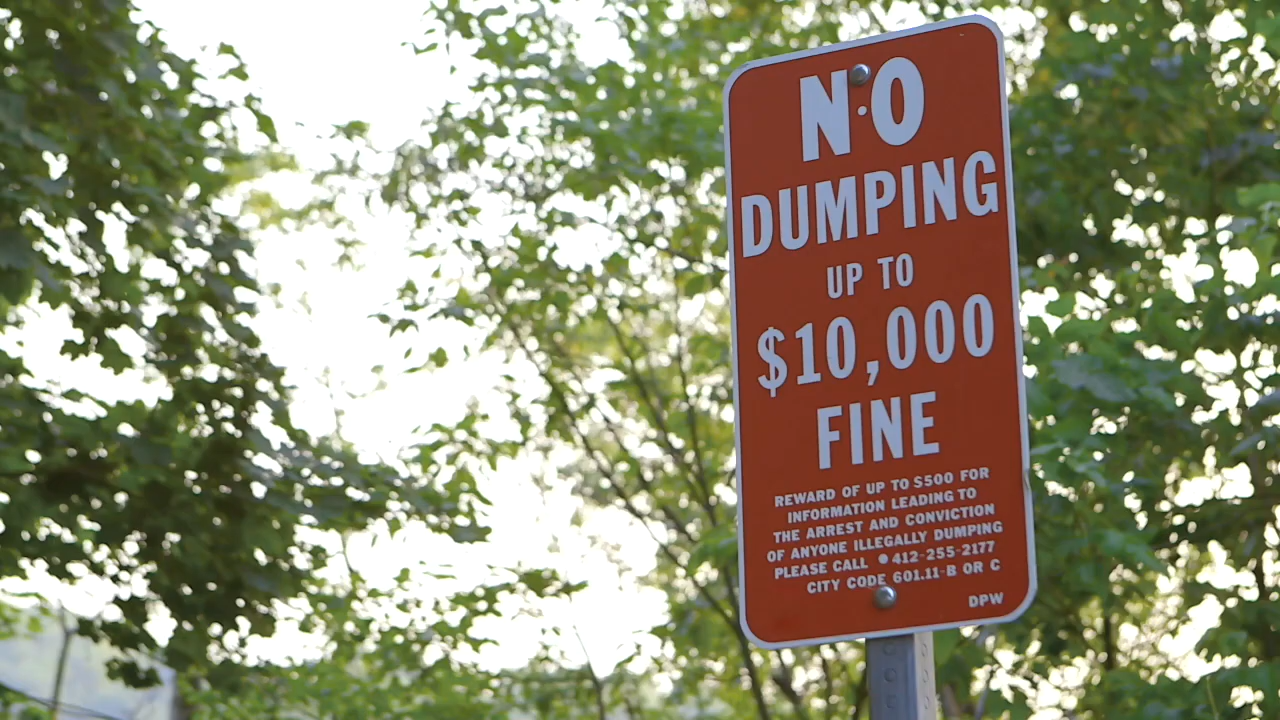 NO
DUMPING
UP TO
$10,000
FINE
REWARD OF UP TO $500 FOR
INFORMATION LEADING TO
THE ARREST AND CONVICTION
OF ANYONE ILLEGALLY DUMPING
PLEASE CALL ● 412-255-2177
CITY CODE 601.11-B OR C
DPW